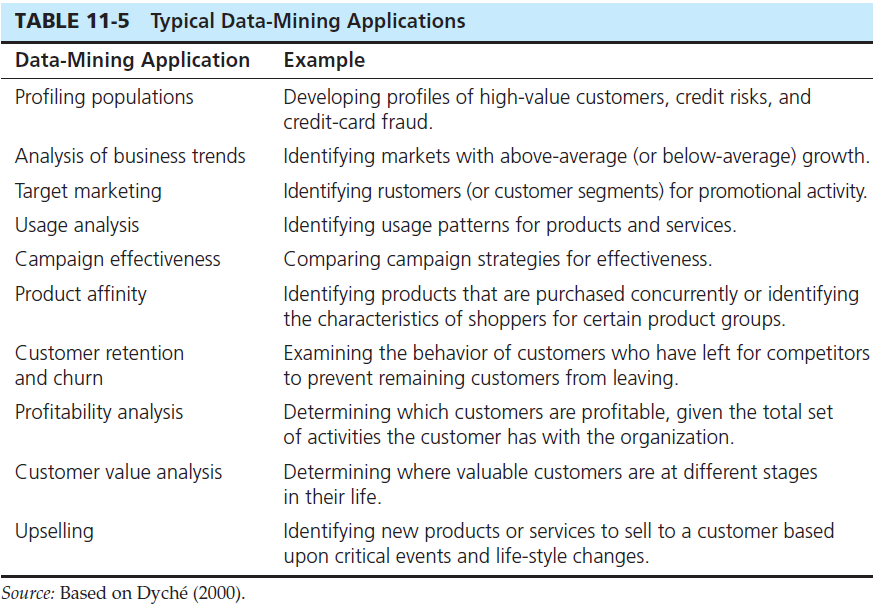 TABLE 11-5 Typical Data-Mining Applications
Data-Mining Application Example
Profiling populations Developing profiles of high-value customers, credit risks, and
credit-card fraud.
Analysis of business trends Identifying markets with above-average (or below-average) growth.
Target marketing Identifying rustomers (or customer segments) for promotional activity.
Usage analysis Identifying usage patterns for products and services.
Campaign effectiveness Comparing campaign strategies for effectiveness.
Product affinity Identifying products that are purchased concurrently or identifying
the characteristics of shoppers for certain product groups.
Customer retention Examining the behavior of customers who have left for competitors
and churn to prevent remaining customers from leaving.
Profitability analysis Determining which customers are profitable, given the total set
of activities the customer has with the organization.
Customer value analysis Determining where valuable customers are at different stages
in their life.
Upselling Identifying new products or services to sell to a customer based
upon critical events and life-style changes.
Source: Based on Dyché (2000).